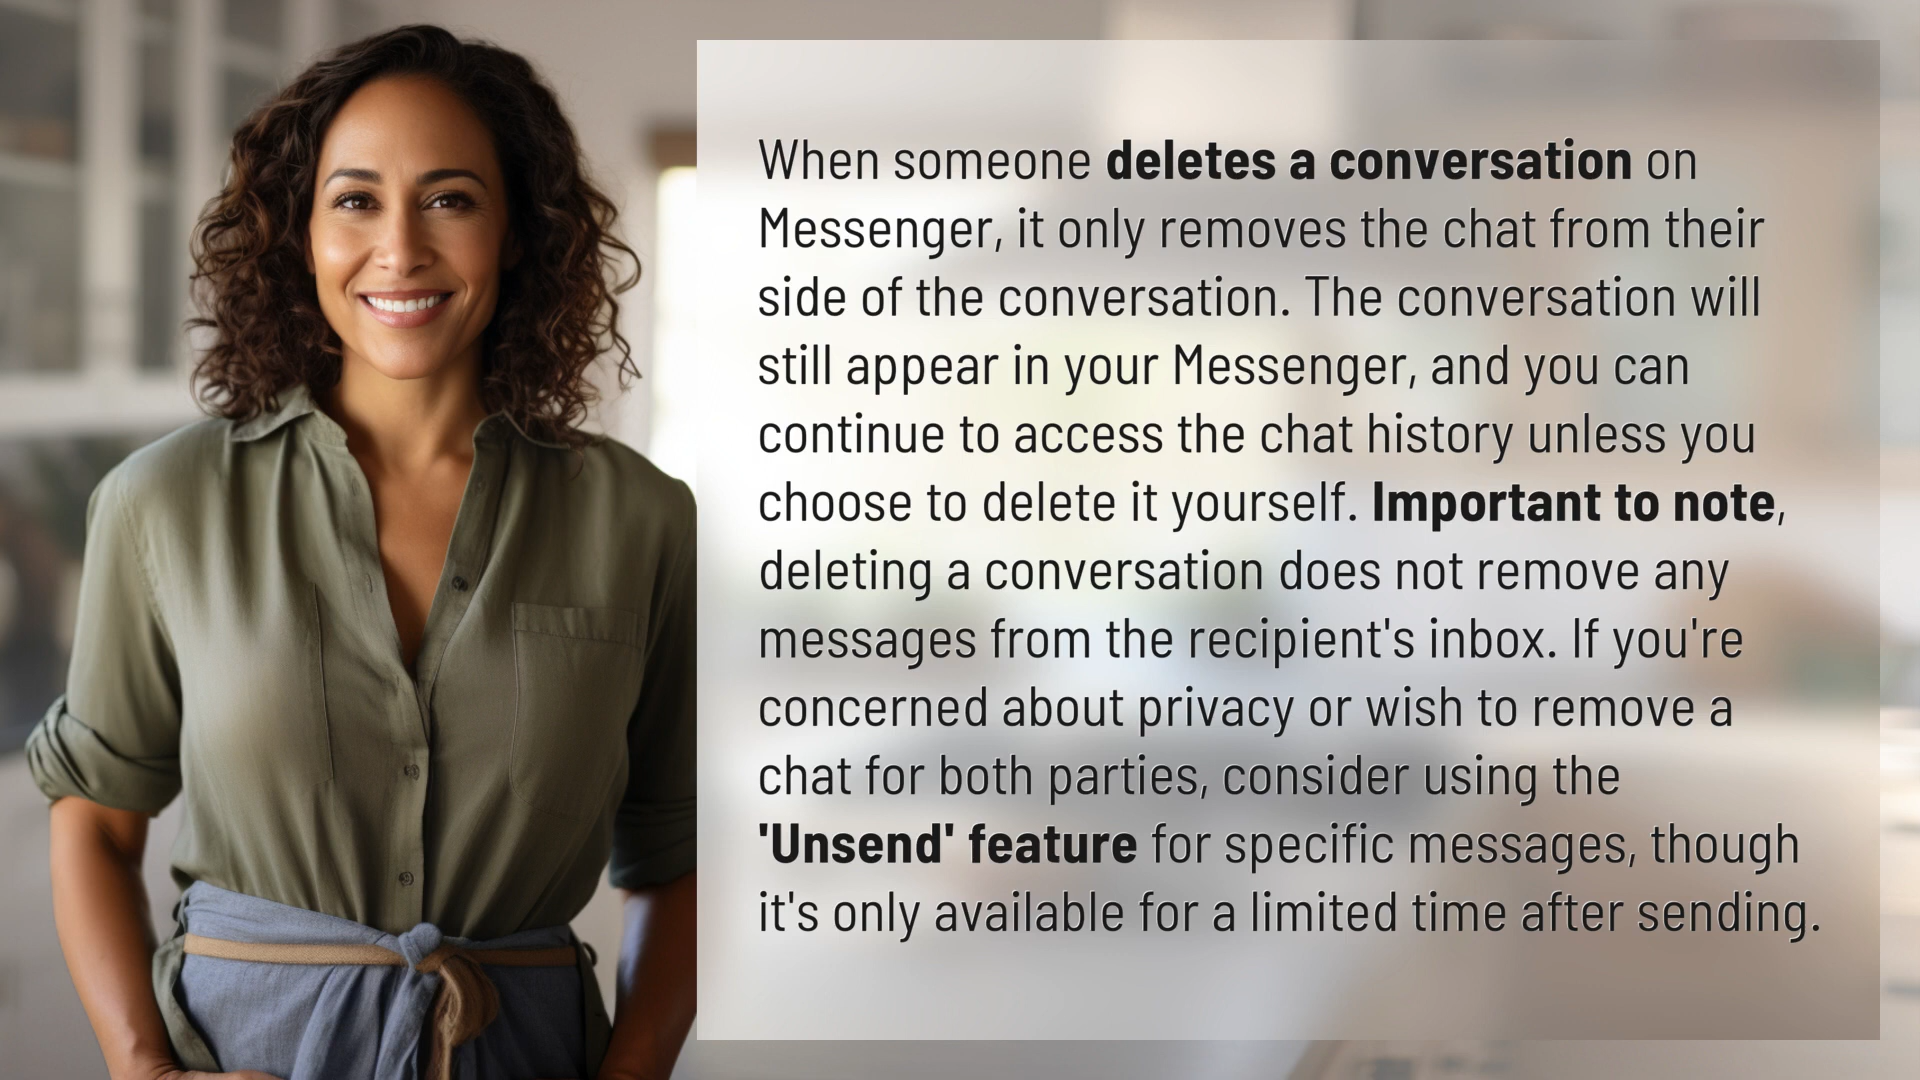 When someone deletes a conversation on
Messenger, it only removes the chat from their
side of the conversation. The conversation will
still appear in your Messenger, and you can
continue to access the chat history unless you
choose to delete it yourself. Important to note,
deleting a conversation does not remove any
messages from the recipient's inbox. If you're
concerned about privacy or wish to remove a
chat for both parties, consider using the
'Unsend' feature for specific messages, though
it's only available for a limited time after sending.